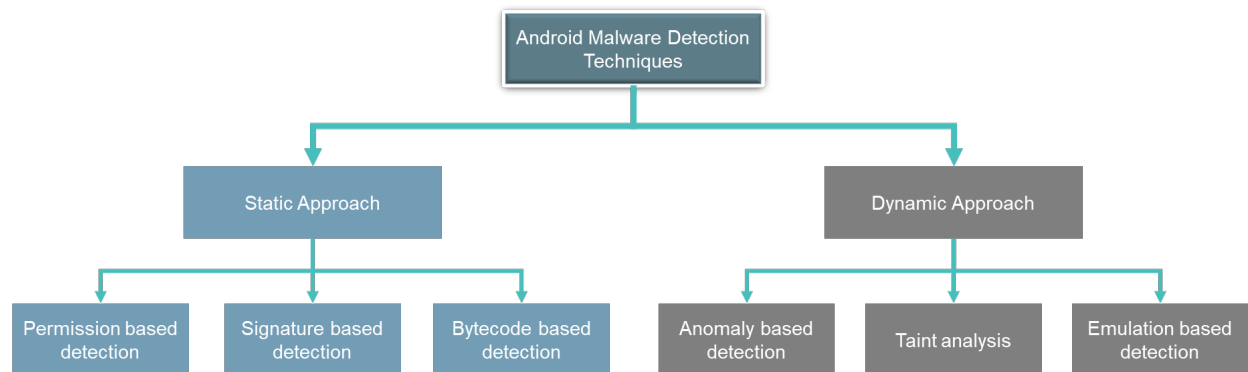 Android Malware Detection
Techniques
Static Approach
Dynamic Approach
Permission based
detection
Signature based
detection
Bytecode based
detection
Anomaly based
detection
Taint analysis
Emulation based
detection